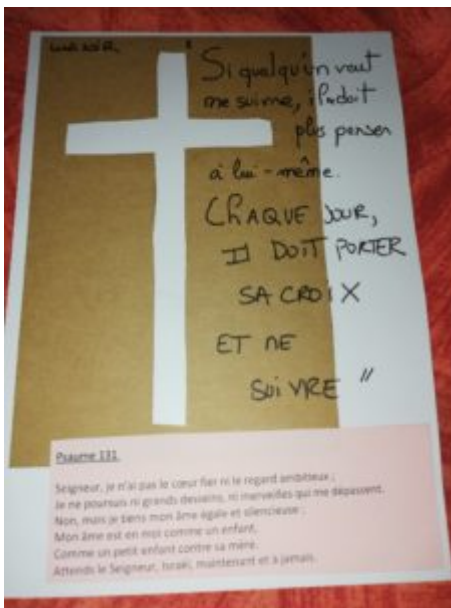 "Si quelqu'un veut
me suivre, il doit
plus penser
à lui-même.
CHAQUE JOUR,
IL DOIT PORTER
SA CROIX
ET ME
SUIVRE"
Psaume 131
Seigneur, je n'ai pas le cœur fier ni le regard ambitieux ;
Je ne poursuis ni grands desseins, ni merveilles qui me dépassent.
Non, mais je tiens mon âme égale et silencieuse ;
Mon âme est en moi comme un enfant,
Comme un petit enfant contre sa mère.
Attends le Seigneur, Israël, maintenant et à jamais.